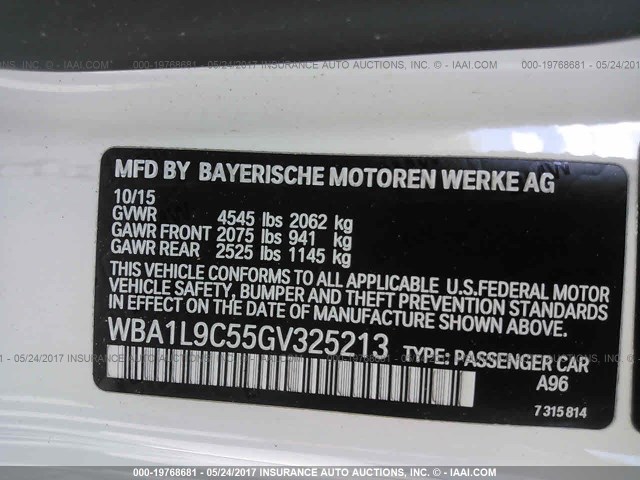 000-19768681 - 05/24/2017 INSURANCE AUTO AUCTIONS, INC. © - IAAI.COM
MFD BY BAYERISCHE MOTOREN WERKE AG
10/15
GVWR 4545 lbs 2062 kg
GAWR FRONT 2075 lbs 941 kg
GAWR REAR 2525 lbs 1145 kg
THIS VEHICLE CONFORMS TO ALL APPLICABLE U.S.FEDERAL MOTOR
VEHICLE SAFETY, BUMPER, AND THEFT PREVENTION STANDARDS
IN EFFECT ON THE DATE OF MANUFACTURE SHOWN ABOVE.
WBA1L9C55GV325213 TYPE: PASSENGER CAR
A96
7 315 814
000-19768681 - 05/24/2017 INSURANCE AUTO AUCTIONS, INC. © - IAAI.COM